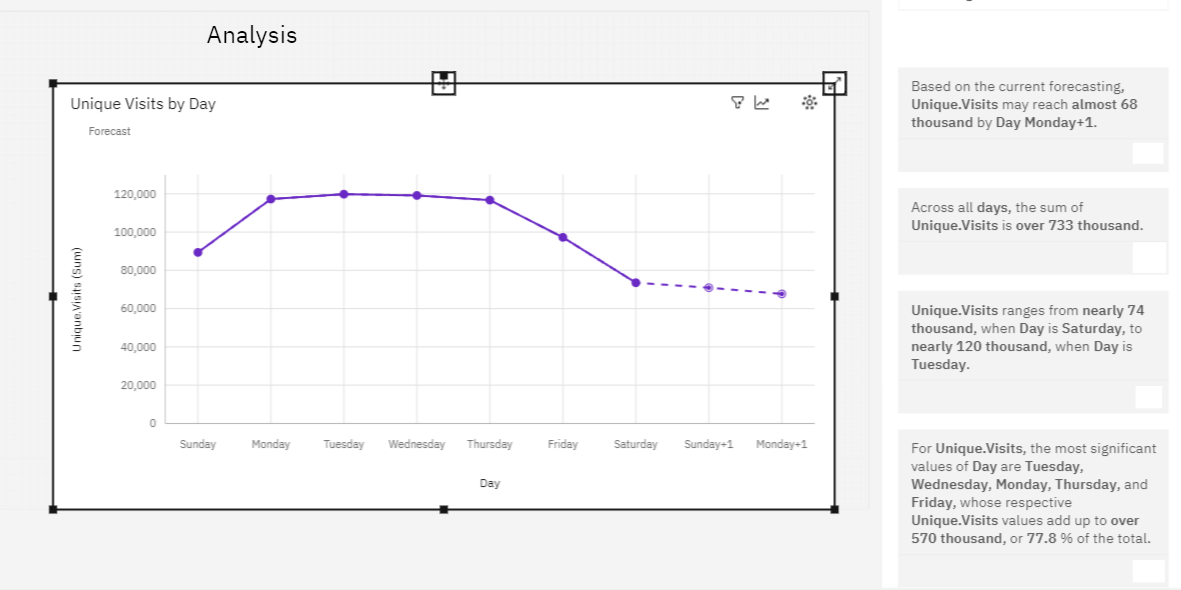 Analysis
Unique Visits by Day
Forecast
120,000
100,000
80,000
60,000
40,000
20,000
0
Unique.Visits (Sum)
Sunday Monday Tuesday Wednesday Thursday Friday Saturday Sunday+1 Monday+1
Day
Based on the current forecasting,
Unique.Visits may reach almost 68
thousand by Day Monday+1.
Across all days, the sum of
Unique.Visits is over 733 thousand.
Unique.Visits ranges from nearly 74
thousand, when Day is Saturday, to
nearly 120 thousand, when Day is
Tuesday.
For Unique.Visits, the most significant
values of Day are Tuesday,
Wednesday, Monday, Thursday, and
Friday, whose respective
Unique.Visits values add up to over
570 thousand, or 77.8 % of the total.